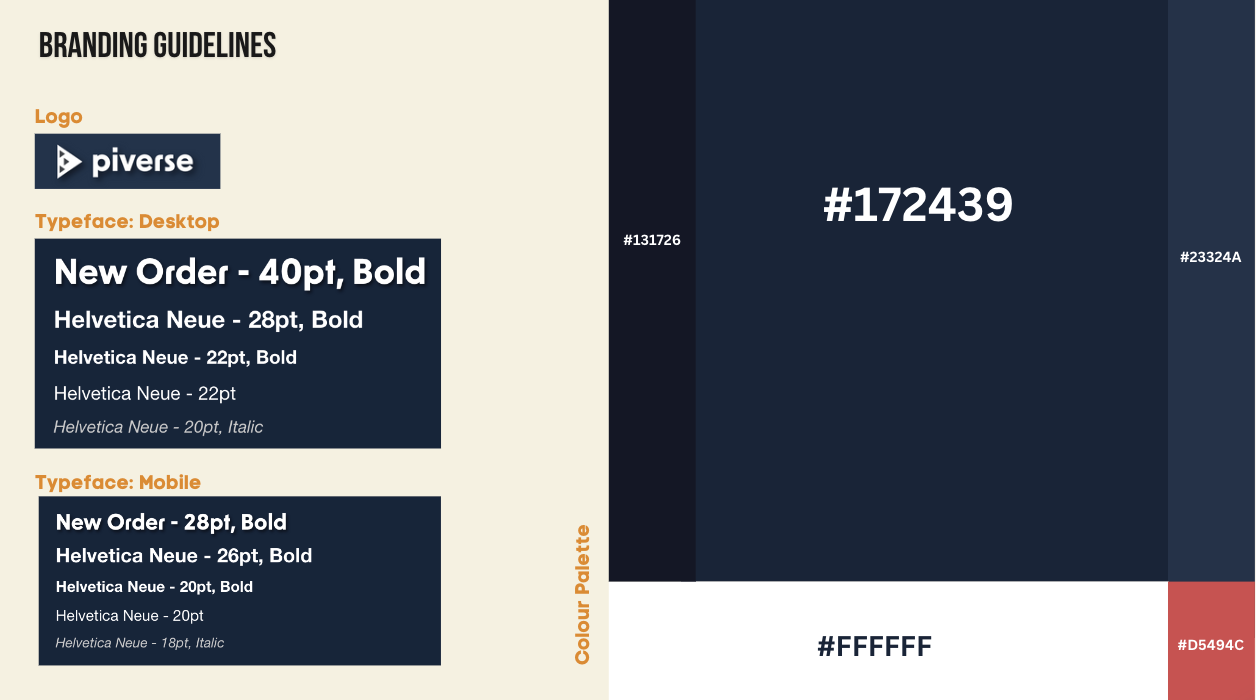 BRANDING GUIDELINES
Logo
piverse
Typeface: Desktop
New Order - 40pt, Bold
Helvetica Neue - 28pt, Bold
Helvetica Neue - 22pt, Bold
Helvetica Neue - 22pt
Helvetica Neue - 20pt, Italic
Typeface: Mobile
New Order - 28pt, Bold
Helvetica Neue - 26pt, Bold
Helvetica Neue - 20pt, Bold
Helvetica Neue - 20pt
Helvetica Neue - 18pt, Italic
Colour Palette
#131726
#172439
#23324A
#FFFFFF
#D5494C